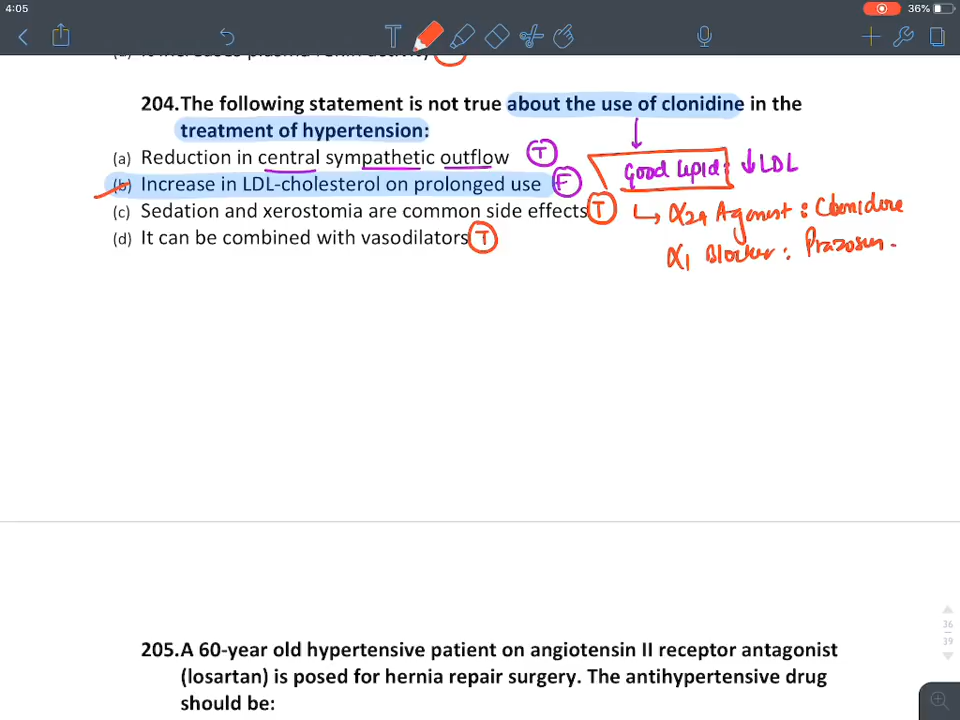 4:05
36%
T
204.The following statement is not true about the use of clonidine in the
treatment of hypertension:
(a) Reduction in central sympathetic outflow T
Good Lipid: ↓LDL
(b) Increase in LDL-cholesterol on prolonged use F
(c) Sedation and xerostomia are common side effects T
↳ α2A Agonist : Clonidine
(d) It can be combined with vasodilators T
α1 Blocker : Prazosin.
36
39
205.A 60-year old hypertensive patient on angiotensin II receptor antagonist
(losartan) is posed for hernia repair surgery. The antihypertensive drug
should be: